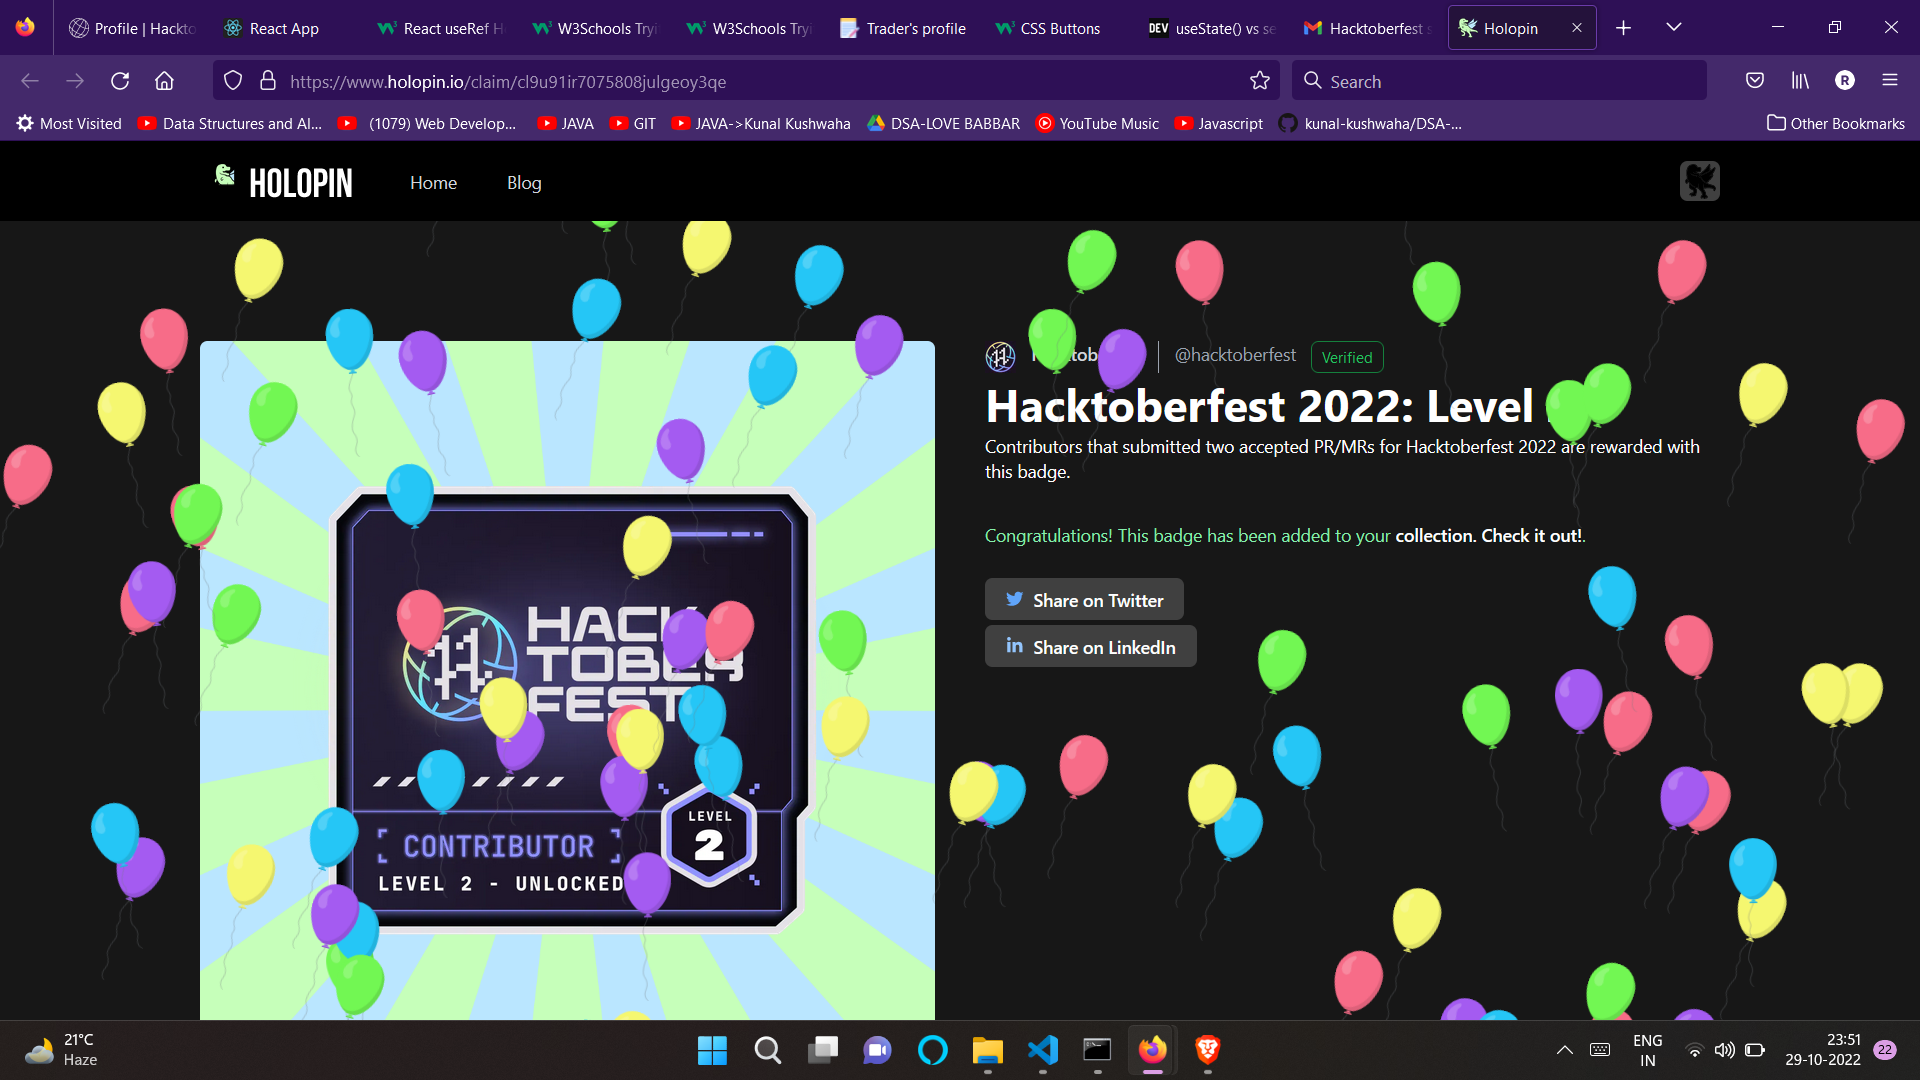 Profile | Hackto
React App
React useRef H
W3Schools Tryi
W3Schools Tryi
Trader's profile
CSS Buttons
DEV useState() vs se
Hacktoberfest s
Holopin
https://www.holopin.io/claim/cl9u91ir7075808julgeoy3qe
Search
R
Most Visited
Data Structures and Al...
(1079) Web Develop...
JAVA
GIT
JAVA->Kunal Kushwaha
DSA-LOVE BABBAR
YouTube Music
Javascript
kunal-kushwaha/DSA-...
Other Bookmarks
HOLOPIN
Home
Blog
@hacktoberfest
Verified
Hacktoberfest 2022: Level
Contributors that submitted two accepted PR/MRs for Hacktoberfest 2022 are rewarded with
this badge.
Congratulations! This badge has been added to your collection. Check it out!.
Share on Twitter
Share on LinkedIn
HACK
TOBER
FEST
LEVEL
2
[ CONTRIBUTOR ]
LEVEL 2 - UNLOCKED
21°C
Haze
ENG
IN
23:51
29-10-2022
22